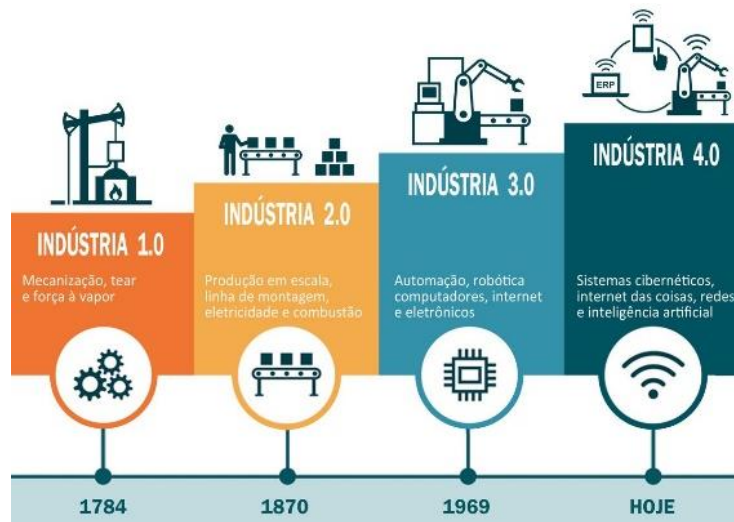 ERP
INDÚSTRIA 1.0
Mecanização, tear
e força à vapor
1784
INDÚSTRIA 2.0
Produção em escala,
linha de montagem,
eletricidade e combustão
1870
INDÚSTRIA 3.0
Automação, robótica
computadores, internet
e eletrônicos
1969
INDÚSTRIA 4.0
Sistemas cibernéticos,
internet das coisas, redes
e inteligência artificial
HOJE